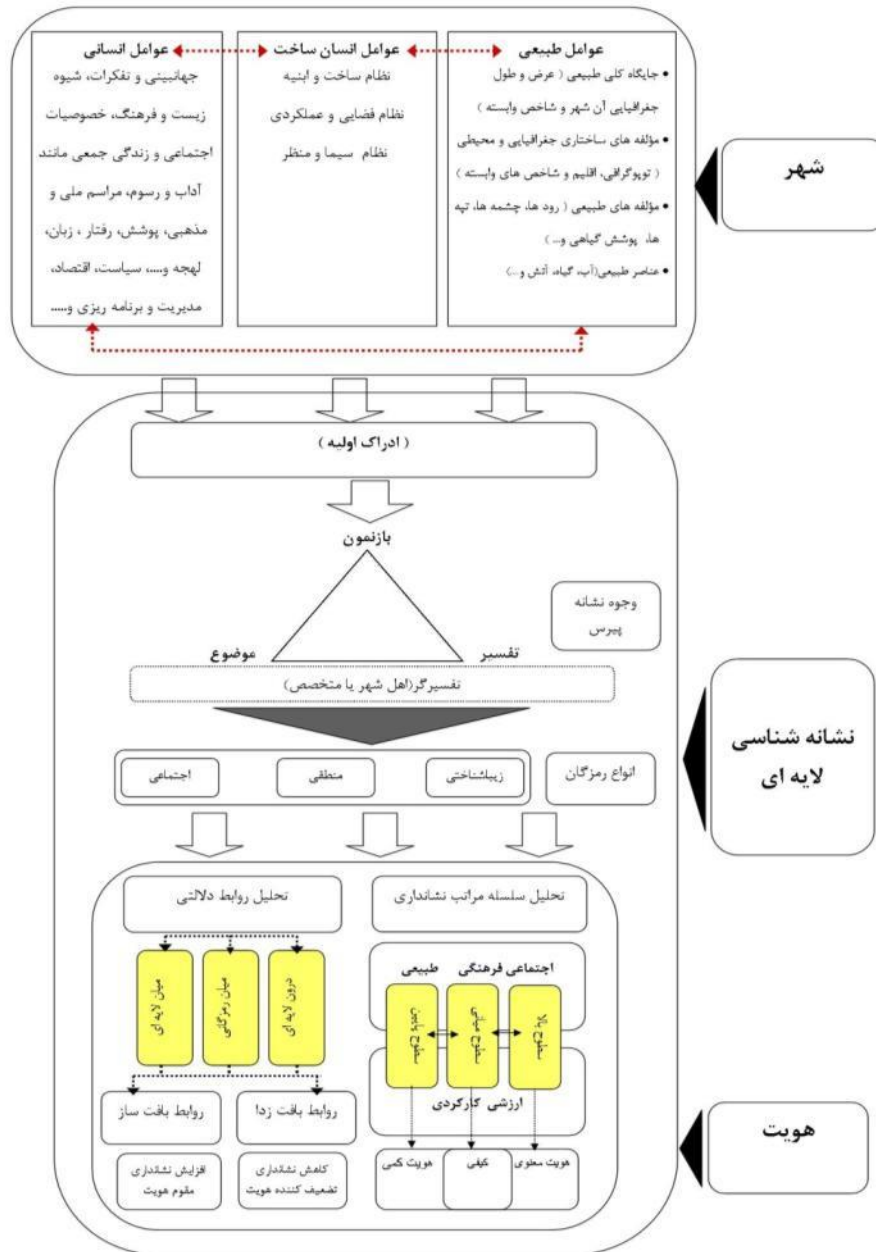 عوامل طبیعی
• جایگاه کلی طبیعی ( عرض و طول
جغرافیایی آن شهر و شاخص وابسته )
• مؤلفه های ساختاری جغرافیایی و محیطی
( توپوگرافی، اقلیم و شاخص های وابسته )
• مؤلفه های طبیعی ( رود ها، چشمه ها، تپه
ها، پوشش گیاهی و... )
• عناصر طبیعی(آب، گیاه، آتش و...)
عوامل انسان ساخت
نظام ساخت و ابنیه
نظام فضایی و عملکردی
نظام سیما و منظر
عوامل انسانی
جهانبینی و تفکرات، شیوه
زیست و فرهنگ، خصوصیات
اجتماعی و زندگی جمعی مانند
آداب و رسوم، مراسم ملی و
مذهبی، پوشش، رفتار ، زبان،
لهجه و....، سیاست، اقتصاد،
مدیریت و برنامه ریزی و.....
شهر
( ادراک اولیه )
بازنمون
وجوه نشانه
پیرس
تفسیر
موضوع
تفسیرگر(اهل شهر یا متخصص)
نشانه شناسی
لایه ای
انواع رمزگان
زیباشناختی
منطقی
اجتماعی
تحلیل سلسله مراتب نشانداری
تحلیل روابط دلالتی
اجتماعی فرهنگی
طبیعی
سطوح بالا
سطوح میانی
سطوح پایین
درون لایه ای
میان رمزگانی
میان لایه ای
ارزشی کارکردی
روابط بافت زدا
روابط بافت ساز
هویت معنوی
کیفی
هویت کمی
کاهش نشانداری
تضعیف کننده هویت
افزایش نشانداری
مقوم هویت
هویت